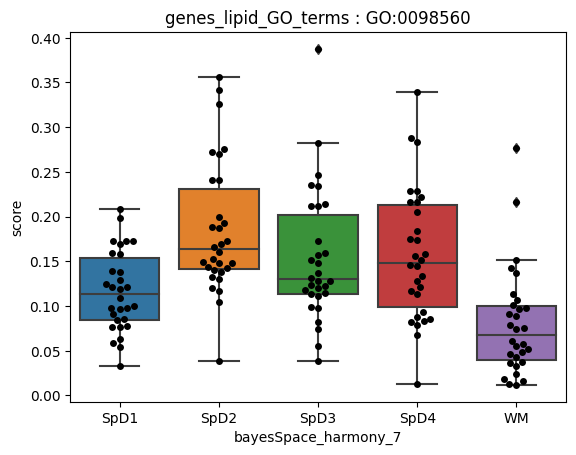 genes_lipid_GO_terms : GO:0098560
0.40
0.35
0.30
0.25
0.20
0.15
0.10
0.05
0.00
score
SpD1 SpD2 SpD3 SpD4 WM
bayesSpace_harmony_7